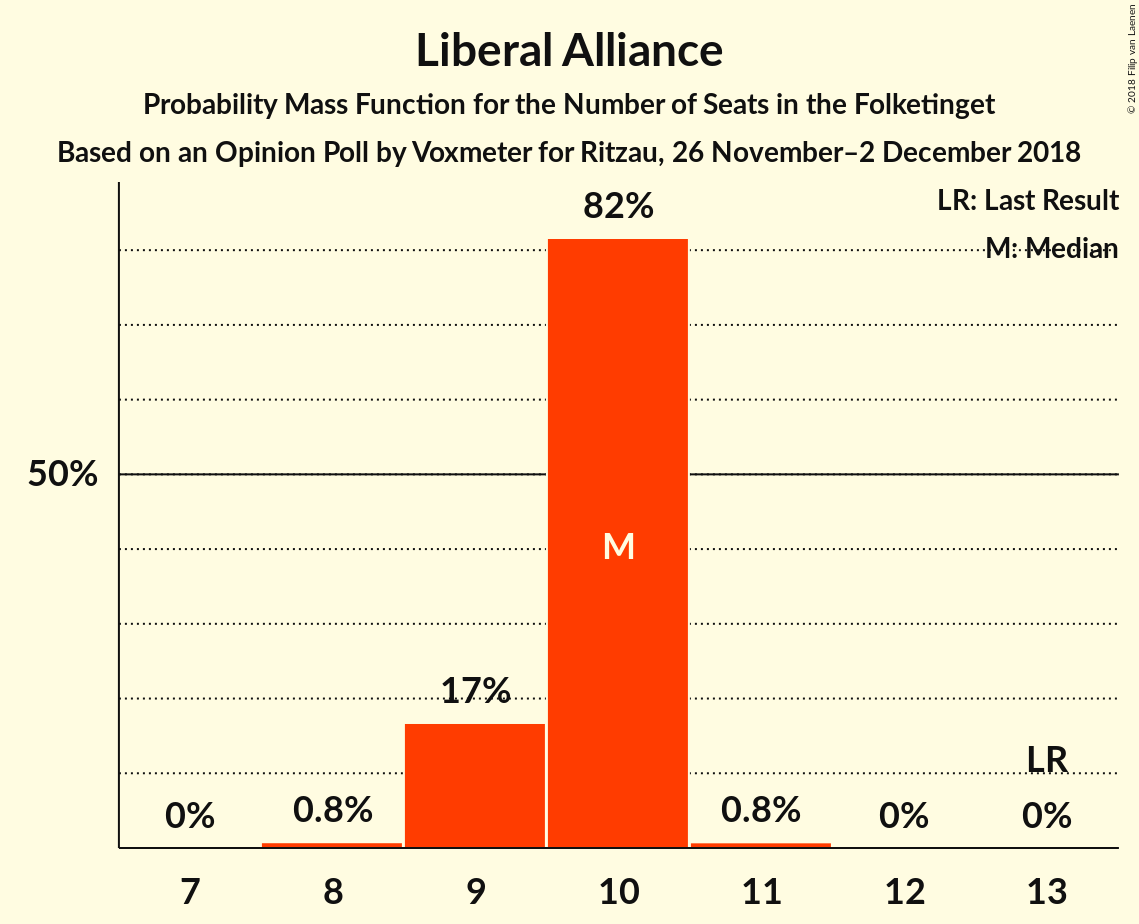 Liberal Alliance
Probability Mass Function for the Number of Seats in the Folketinget
Based on an Opinion Poll by Voxmeter for Ritzau, 26 November–2 December 2018
© 2018 Filip van Laenen
LR: Last Result
M: Median
82%
50%
M
17%
LR
0%
0.8%
0.8%
0%
0%
7
8
9
10
11
12
13